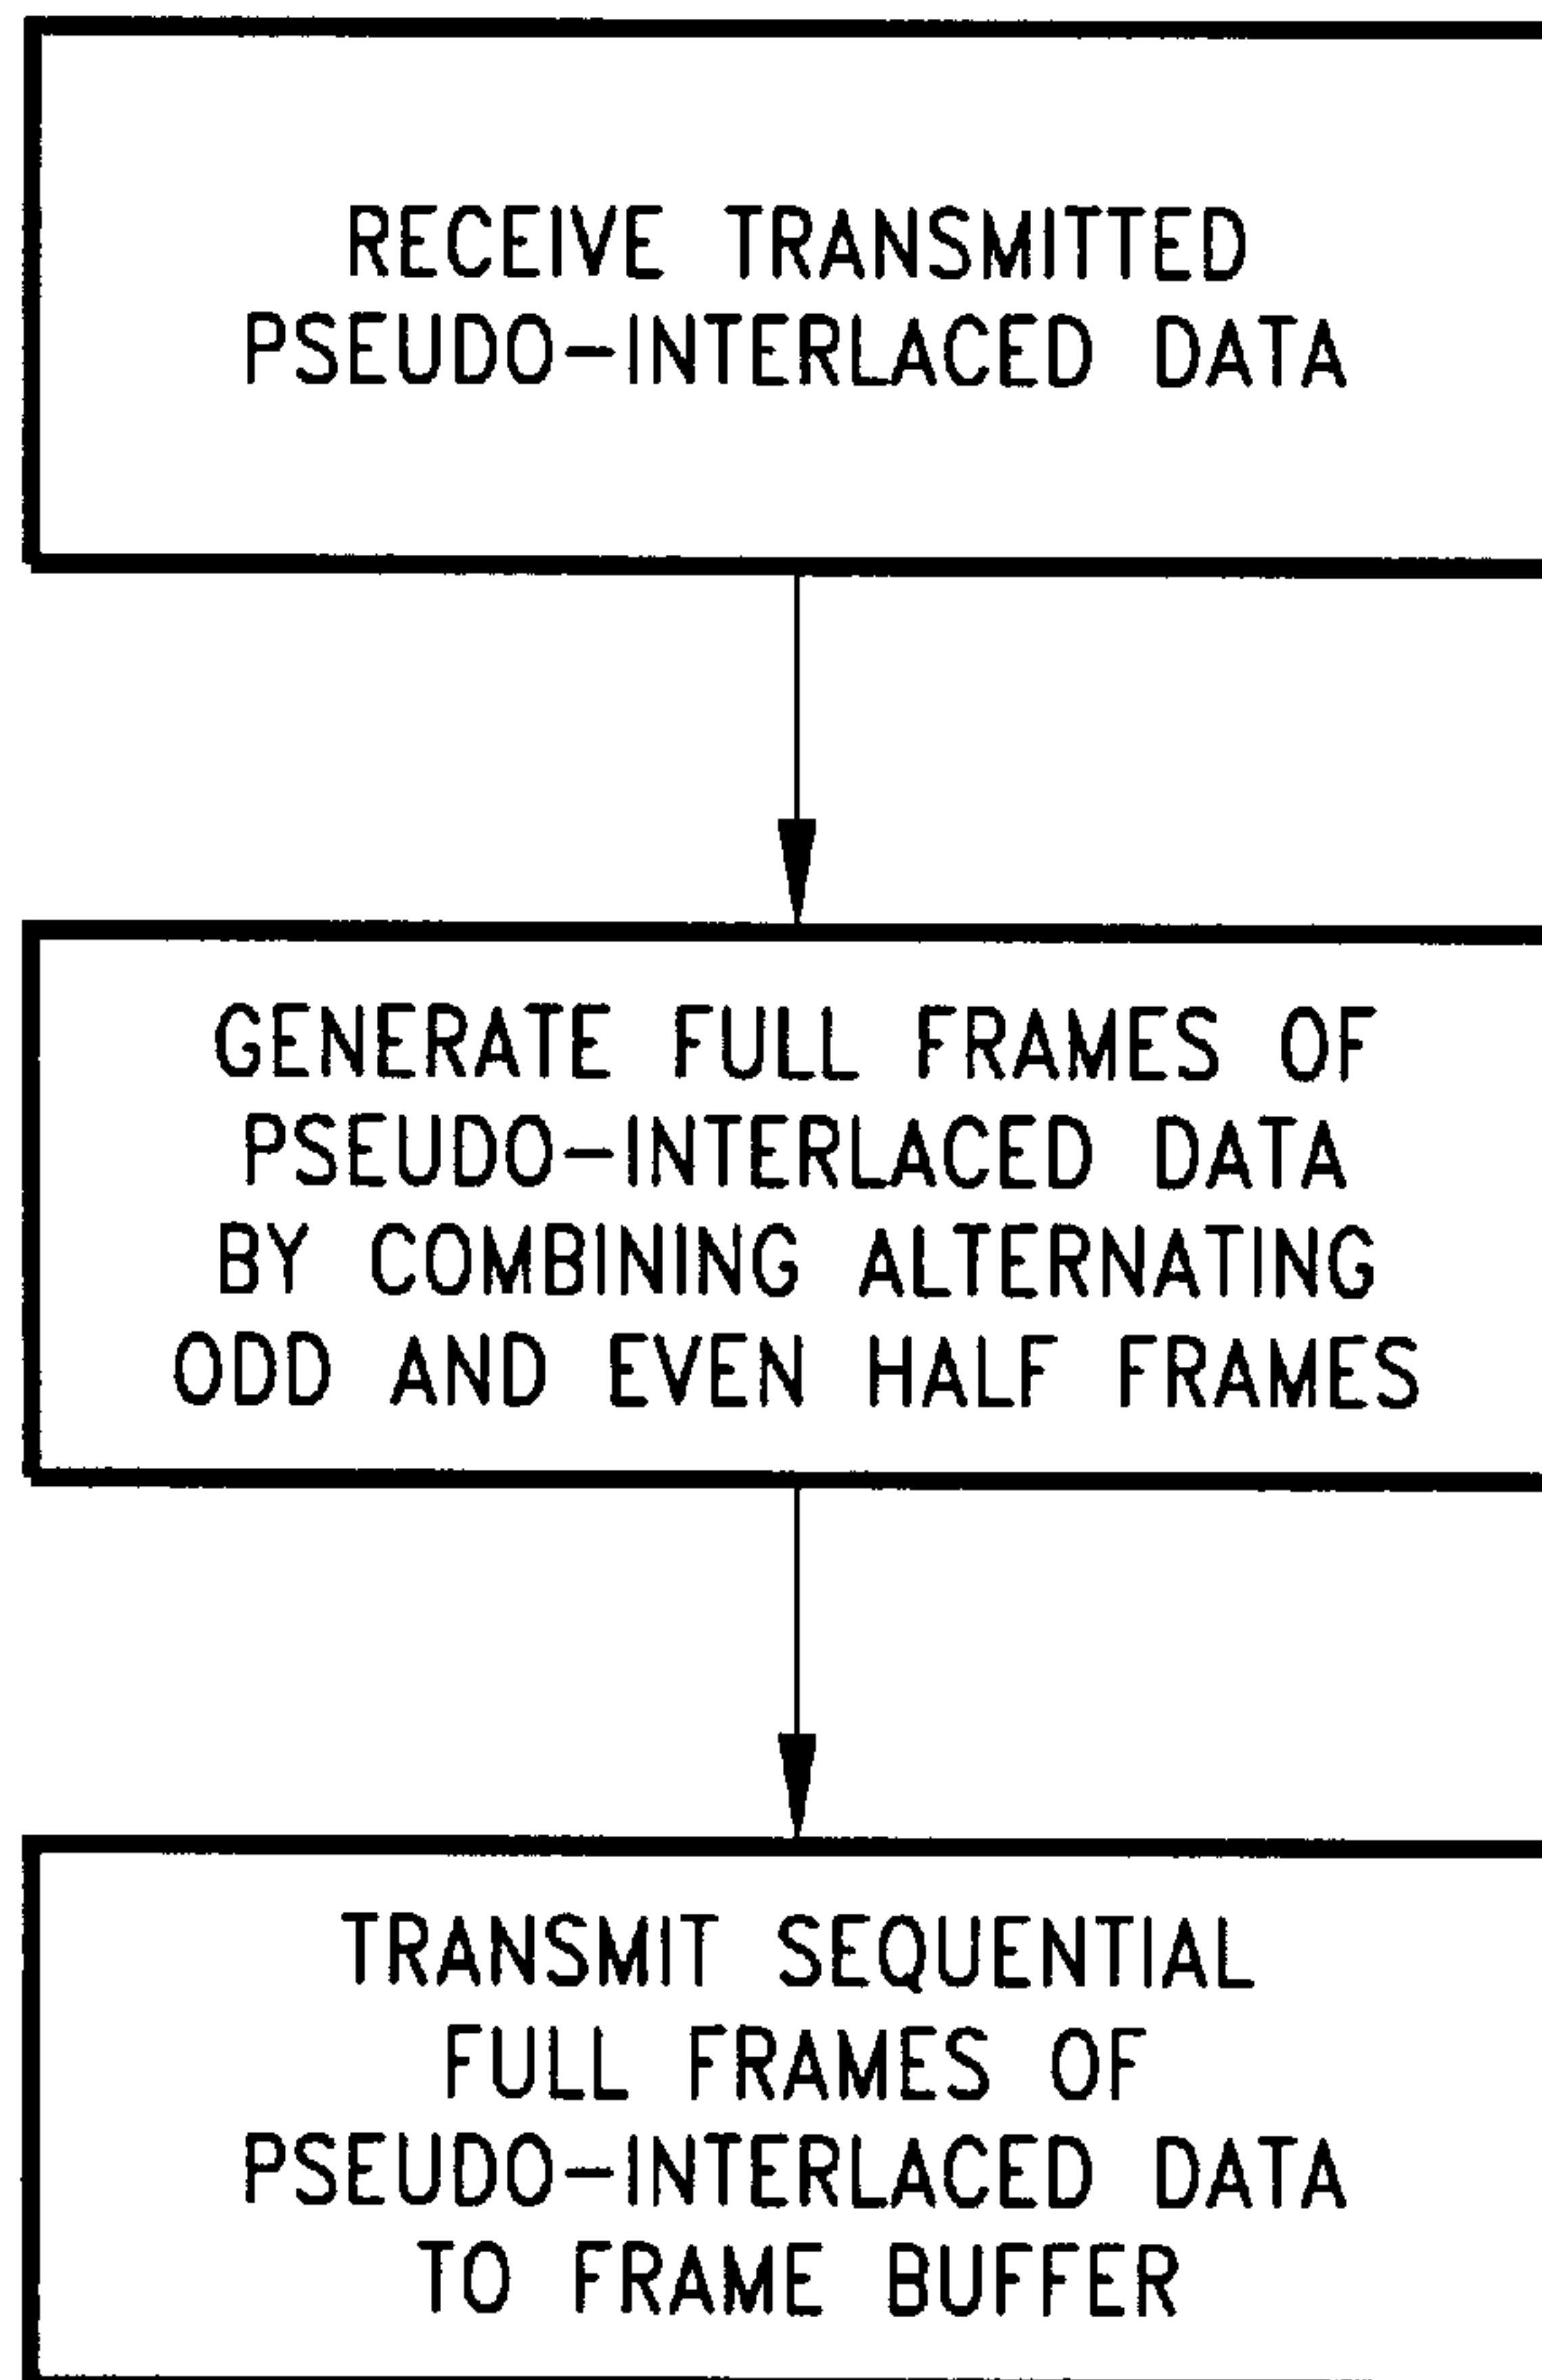 RECEIVE TRANSMITTED
PSEUDO-INTERLACED DATA
GENERATE FULL FRAMES OF
PSEUDO-INTERLACED DATA
BY COMBINING ALTERNATING
ODD AND EVEN HALF FRAMES
TRANSMIT SEQUENTIAL
FULL FRAMES OF
PSEUDO-INTERLACED DATA
TO FRAME BUFFER